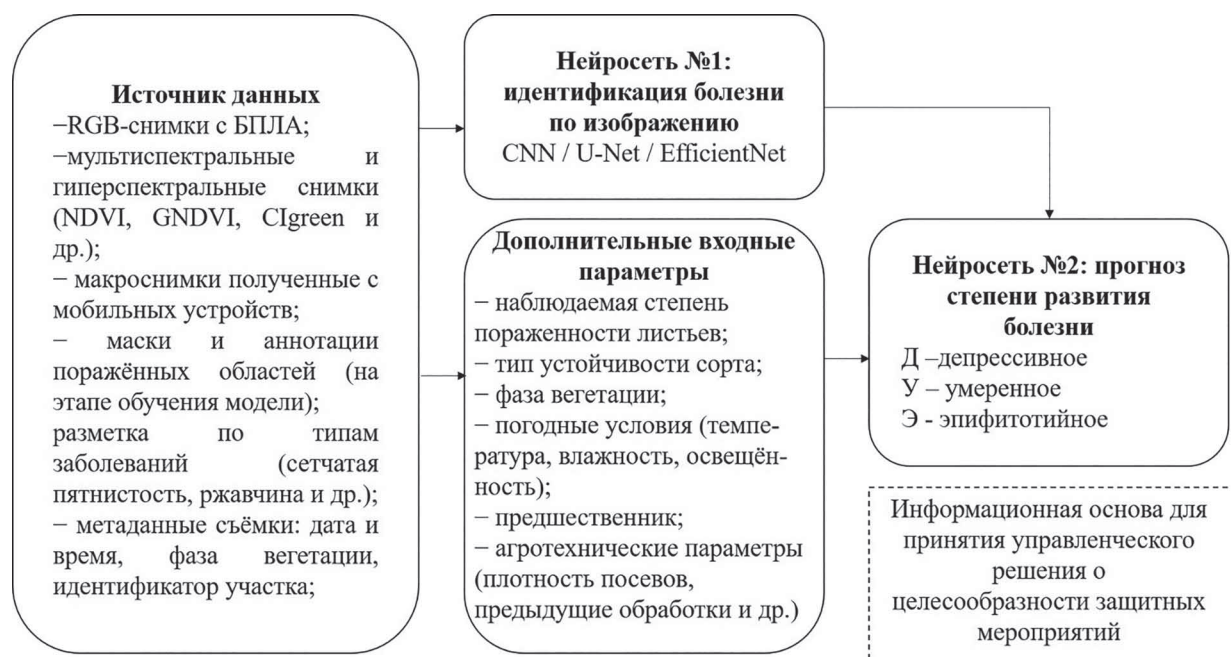 Источник данных
−RGB-снимки с БПЛА;
−мультиспектральные и
гиперспектральные снимки
(NDVI, GNDVI, CIgreen и
др.);
− макроснимки полученные с
мобильных устройств;
− маски и аннотации
поражённых областей (на
этапе обучения модели);
разметка по типам
заболеваний (сетчатая
пятнистость, ржавчина и др.);
− метаданные съёмки: дата и
время, фаза вегетации,
идентификатор участка;
Нейросеть №1:
идентификация болезни
по изображению
CNN / U-Net / EfficientNet
Дополнительные входные
параметры
− наблюдаемая степень
пораженности листьев;
− тип устойчивости сорта;
− фаза вегетации;
− погодные условия (темпе-
ратура, влажность, освещён-
ность);
− предшественник;
− агротехнические параметры
(плотность посевов,
предыдущие обработки и др.)
Нейросеть №2: прогноз
степени развития
болезни
Д –депрессивное
У – умеренное
Э - эпифитотийное
Информационная основа для
принятия управленческого
решения о
целесообразности защитных
мероприятий